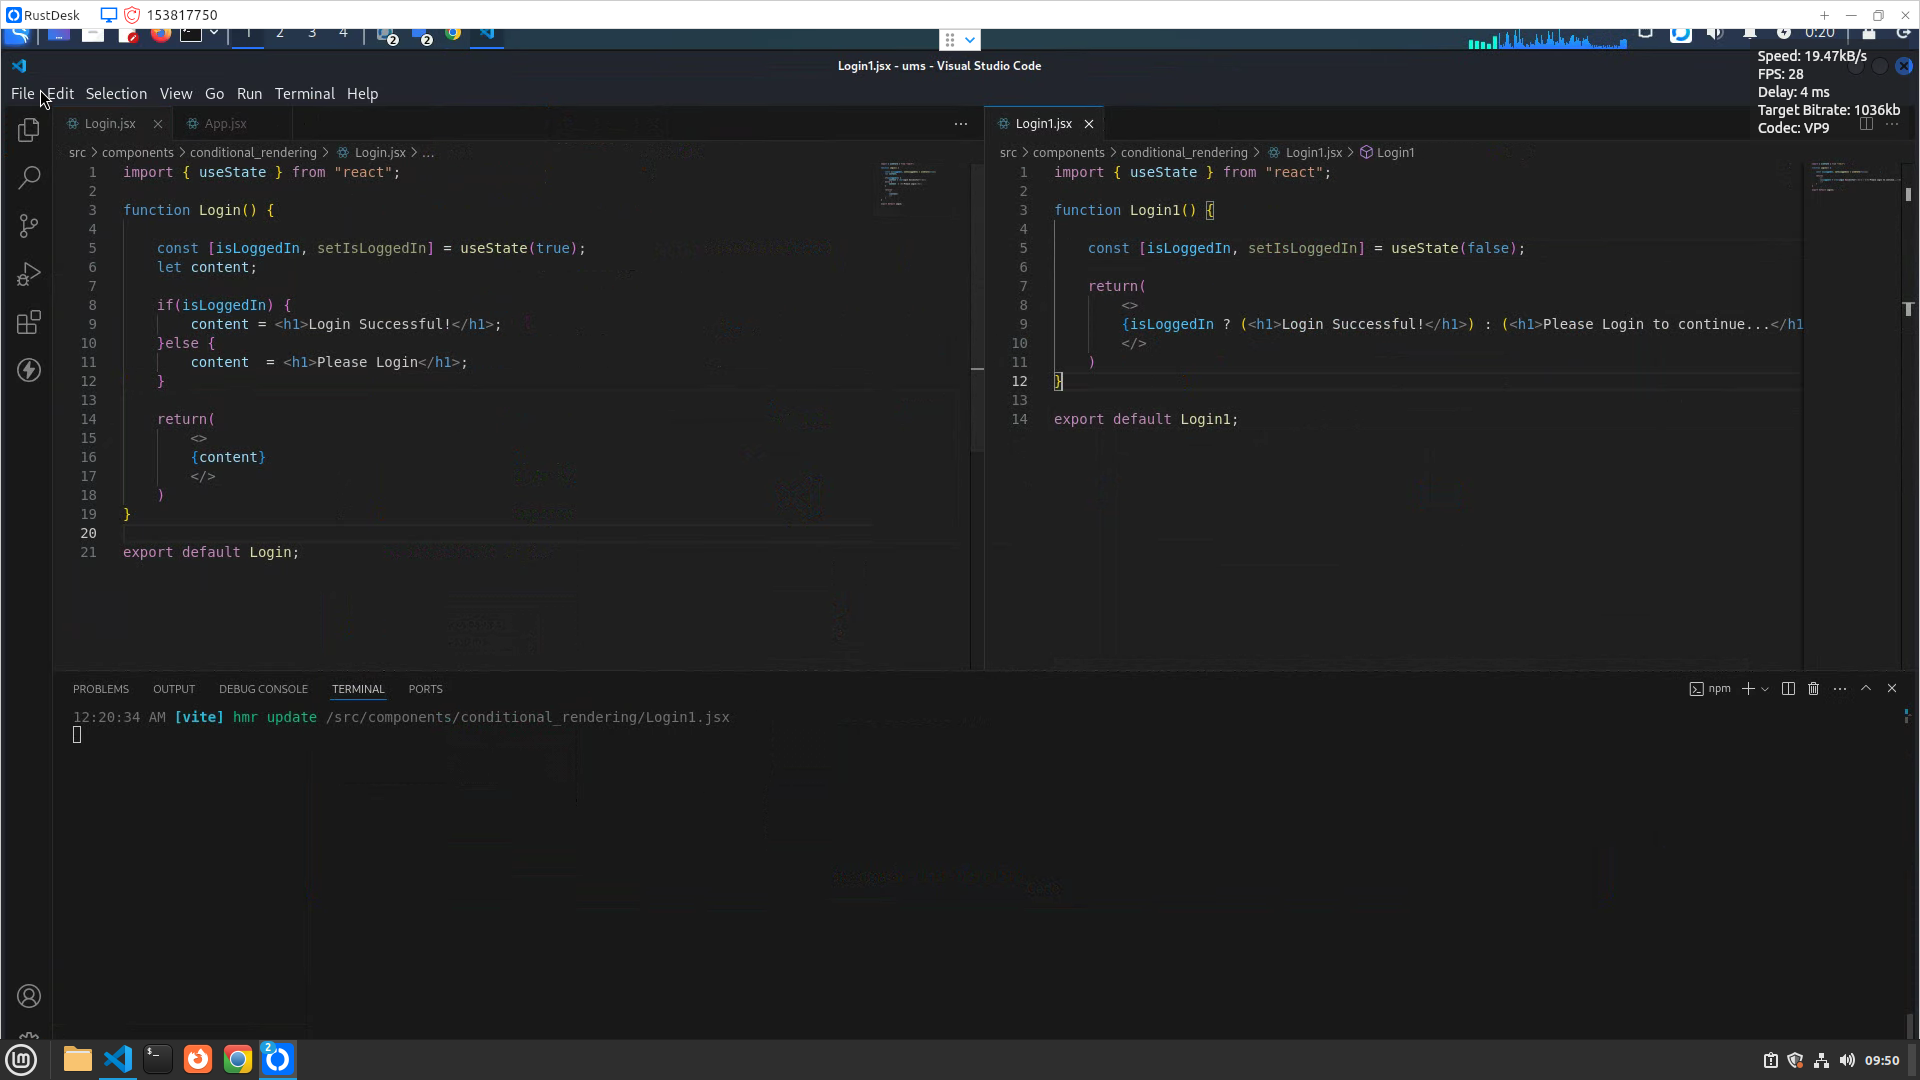 RustDesk 153817750
1 2 3 4 2 2 0:20
Login1.jsx - ums - Visual Studio Code
Speed: 19.47kB/s
FPS: 28
Delay: 4 ms
Target Bitrate: 1036kb
Codec: VP9
File Edit Selection View Go Run Terminal Help
Login.jsx App.jsx
src > components > conditional_rendering > Login.jsx > ...
1 import { useState } from "react";
2
3 function Login() {
4
5 const [isLoggedIn, setIsLoggedIn] = useState(true);
6 let content;
7
8 if(isLoggedIn) {
9 content = <h1>Login Successful!</h1>;
10 }else {
11 content  = <h1>Please Login</h1>;
12 }
13
14 return(
15 <>
16 {content}
17 </>
18 )
19 }
20
21 export default Login;
Login1.jsx
src > components > conditional_rendering > Login1.jsx > Login1
1 import { useState } from "react";
2
3 function Login1() {
4
5 const [isLoggedIn, setIsLoggedIn] = useState(false);
6
7 return(
8 <>
9 {isLoggedIn ? (<h1>Login Successful!</h1>) : (<h1>Please Login to continue...</h1
10 </>
11 )
12 }
13
14 export default Login1;
PROBLEMS OUTPUT DEBUG CONSOLE TERMINAL PORTS
npm
12:20:34 AM [vite] hmr update /src/components/conditional_rendering/Login1.jsx
2
09:50